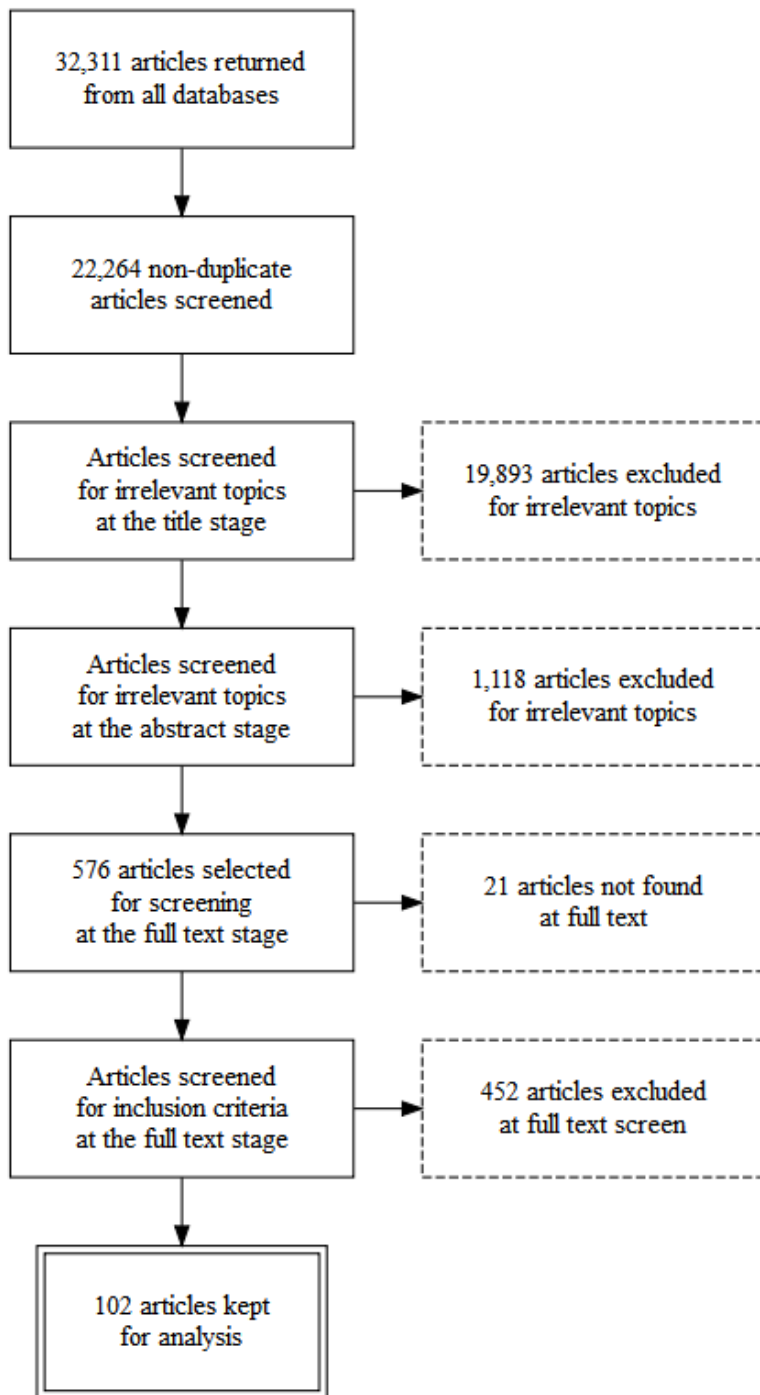 32,311 articles returned
from all databases
22,264 non-duplicate
articles screened
Articles screened
for irrelevant topics
at the title stage
19,893 articles excluded
for irrelevant topics
Articles screened
for irrelevant topics
at the abstract stage
1,118 articles excluded
for irrelevant topics
576 articles selected
for screening
at the full text stage
21 articles not found
at full text
Articles screened
for inclusion criteria
at the full text stage
452 articles excluded
at full text screen
102 articles kept
for analysis